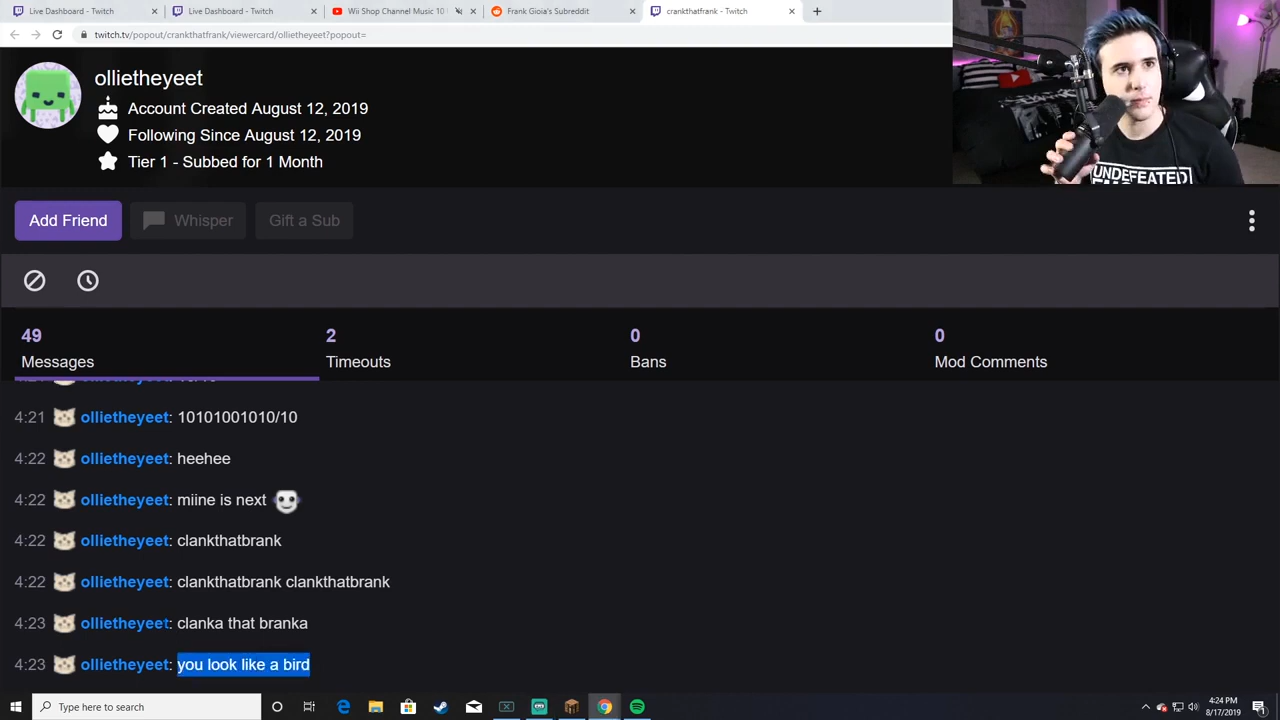 Live Dashboard - Twitch
Live Dashboard - Twitch
Wii Shop Channel Music 10
Frank Gioia's Subreddit
crankthatfrank - Twitch
twitch.tv/popout/crankthatfrank/viewercard/ollietheyeet?popout=
ollietheyeet
Account Created August 12, 2019
Following Since August 12, 2019
Tier 1 - Subbed for 1 Month
UNDEFEATED
Add Friend
Whisper
Gift a Sub
49
2
0
0
Messages
Timeouts
Bans
Mod Comments
4:21 ollietheyeet: 10101001010/10
4:22 ollietheyeet: heehee
4:22 ollietheyeet: miine is next
4:22 ollietheyeet: clankthatbrank
4:22 ollietheyeet: clankthatbrank clankthatbrank
4:23 ollietheyeet: clanka that branka
4:23 ollietheyeet: you look like a bird
Type here to search
4:24 PM
8/17/2019